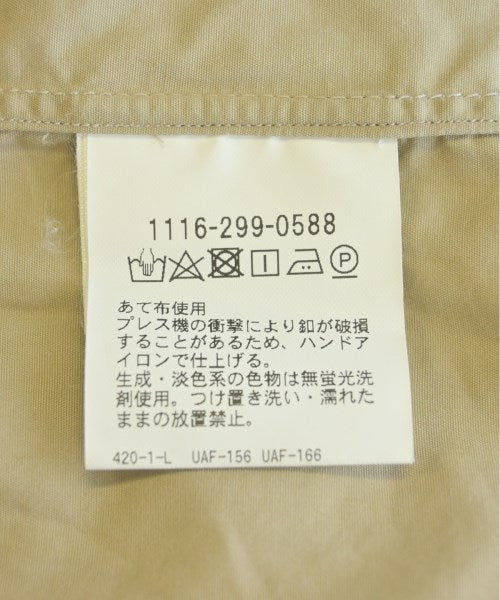 1116-299-0588
P
あて布使用
プレス機の衝撃により釦が破損
することがあるため、ハンドア
イロンで仕上げる。
生成・淡色系の色物は無蛍光洗
剤使用。つけ置き洗い・濡れた
ままの放置禁止。
420-1-L UAF-156 UAF-166